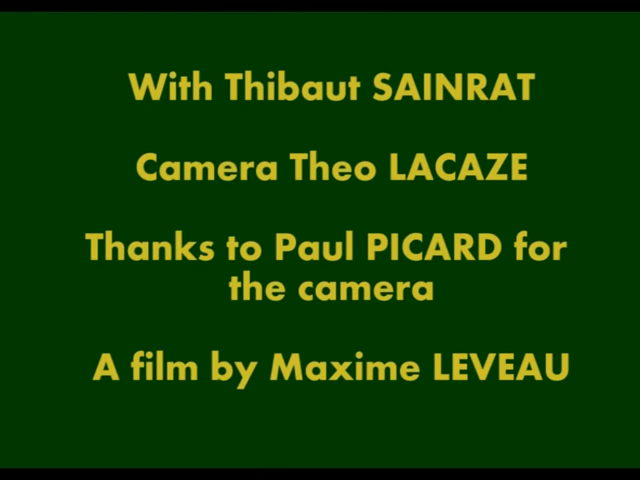 With Thibaut SAINRAT
Camera Theo LACAZE
Thanks to Paul PICARD for
the camera
A film by Maxime LEVEAU